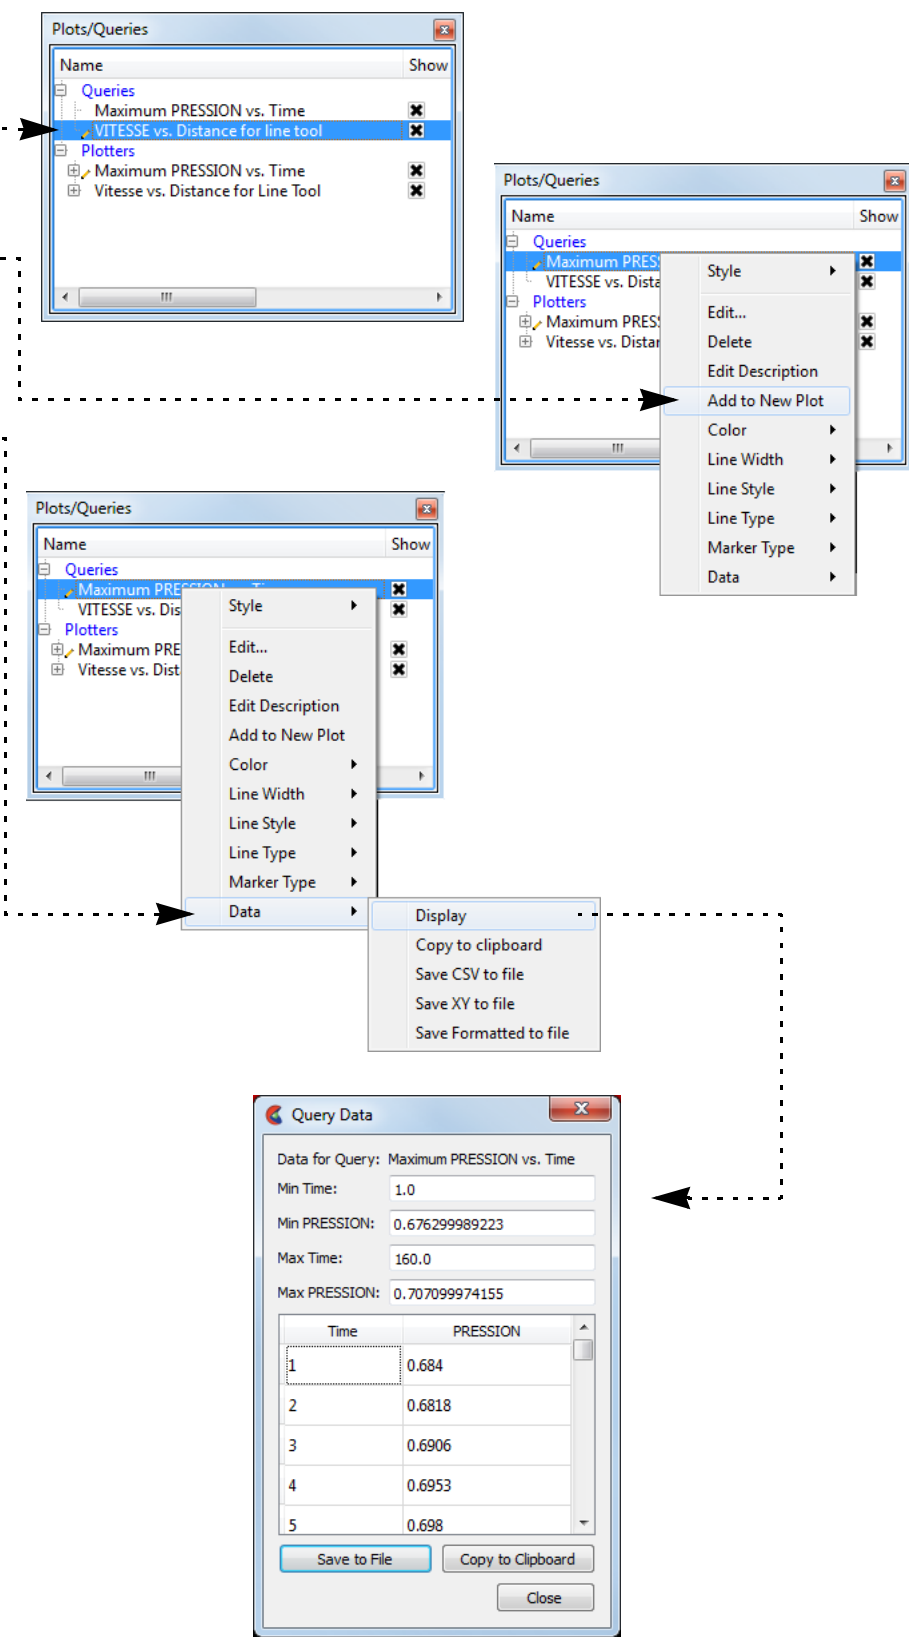 Plots/Queries
Name Show
Queries
Maximum PRESSION vs. Time
VITESSE vs. Distance for line tool
Plotters
Maximum PRESSION vs. Time
Vitesse vs. Distance for Line Tool
Plots/Queries
Name Show
Queries
Maximum PRES
VITESSE vs. Dista
Plotters
Maximum PRES
Vitesse vs. Distar
Style
Edit...
Delete
Edit Description
Add to New Plot
Color
Line Width
Line Style
Line Type
Marker Type
Data
Plots/Queries
Name Show
Queries
Maximum PRESSION vs. Time
VITESSE vs. Dis
Plotters
Maximum PRE
Vitesse vs. Dist
Style
Edit...
Delete
Edit Description
Add to New Plot
Color
Line Width
Line Style
Line Type
Marker Type
Data
Display
Copy to clipboard
Save CSV to file
Save XY to file
Save Formatted to file
Query Data
Data for Query: Maximum PRESSION vs. Time
Min Time: 1.0
Min PRESSION: 0.676299989223
Max Time: 160.0
Max PRESSION: 0.707099974155
Time PRESSION
1 0.684
2 0.6818
3 0.6906
4 0.6953
5 0.698
Save to File Copy to Clipboard
Close